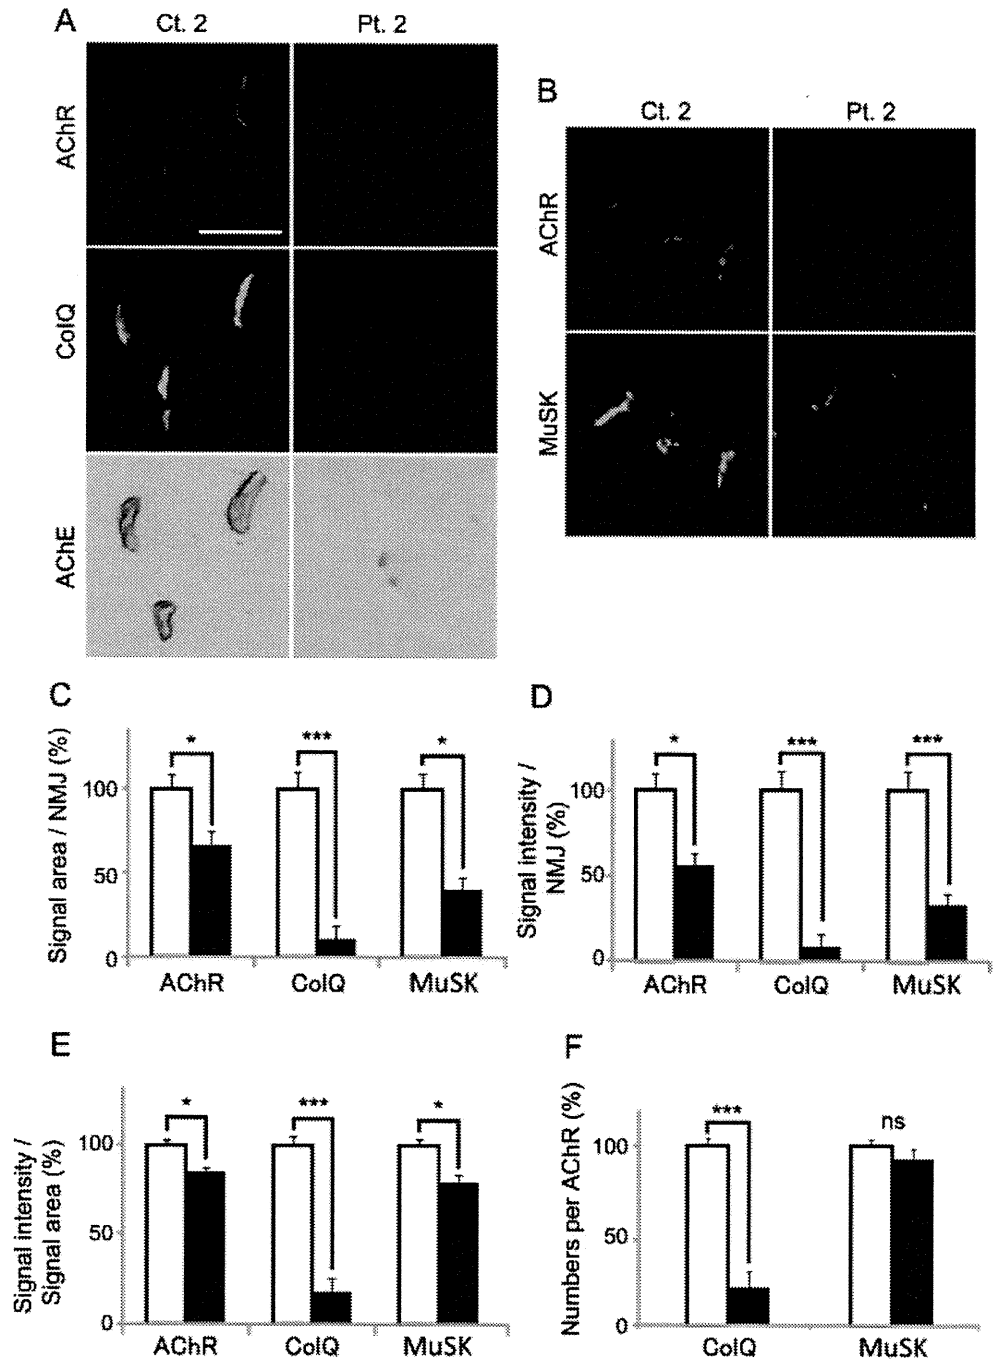 A
Ct. 2 Pt. 2
AChR
ColQ
AChE
B
Ct. 2 Pt. 2
AChR
MuSK
C
Signal area / NMJ (%)
100
50
0
* *** *
AChR ColQ MuSK
D
Signal intensity /
NMJ (%)
100
50
0
* *** ***
AChR ColQ MuSK
E
Signal intensity /
Signal area (%)
100
50
0
* *** *
AChR ColQ MuSK
F
Numbers per AChR (%)
100
50
0
*** ns
ColQ MuSK